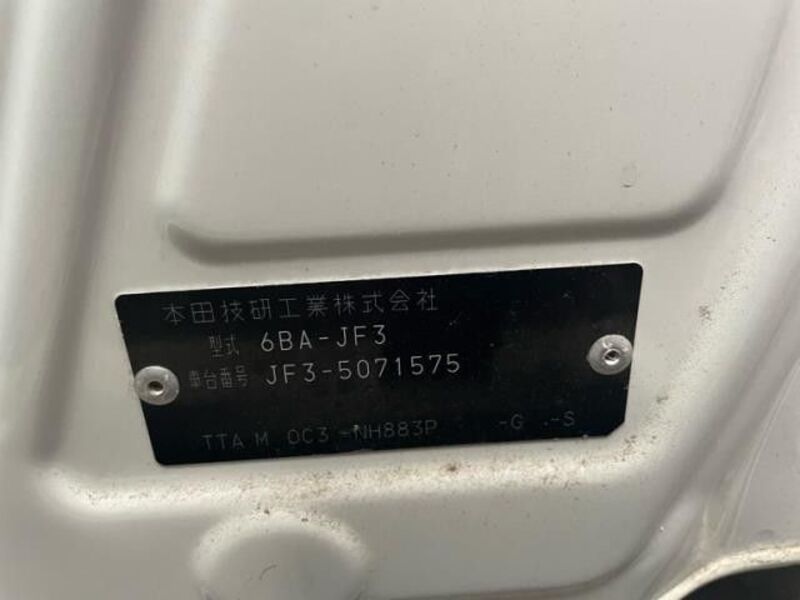 本田技研工業株式会社
型式 6BA-JF3
車台番号 JF3-5071575
TTA M 0C3 -NH883P -G -S